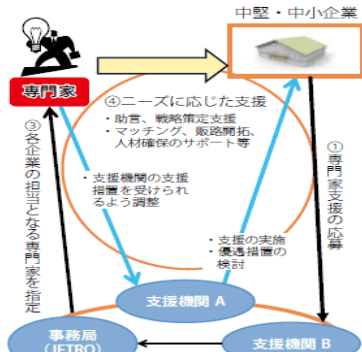 中堅・中小企業
専門家
④ニーズに応じた支援
・助言、戦略策定支援
・マッチング、販路開拓、
人材確保のサポート等
③各企業の担当となる専門家を指定
①専門家支援の応募
・支援機関の支援
措置を受けられ
るよう調整
・支援の実施
・優遇措置の
検討
支援機関 A
事務局
(JETRO)
支援機関 B